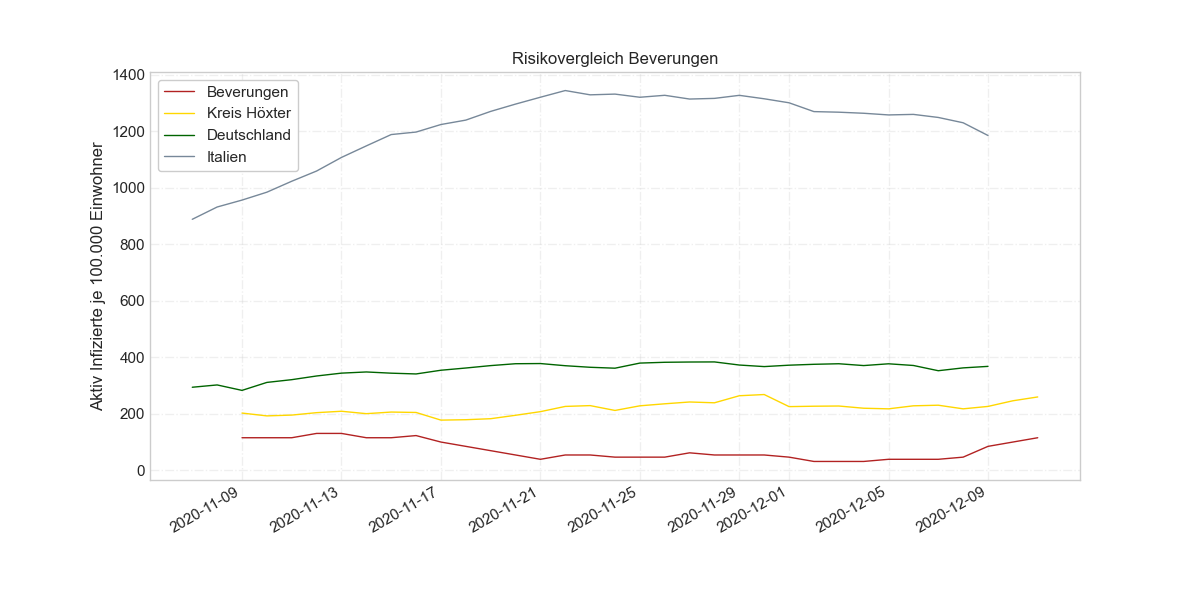 Risikovergleich Beverungen
Aktiv Infizierte je 100.000 Einwohner
1400
1200
1000
800
600
400
200
0
Beverungen
Kreis Höxter
Deutschland
Italien
2020-11-09
2020-11-13
2020-11-17
2020-11-21
2020-11-25
2020-11-29
2020-12-01
2020-12-05
2020-12-09